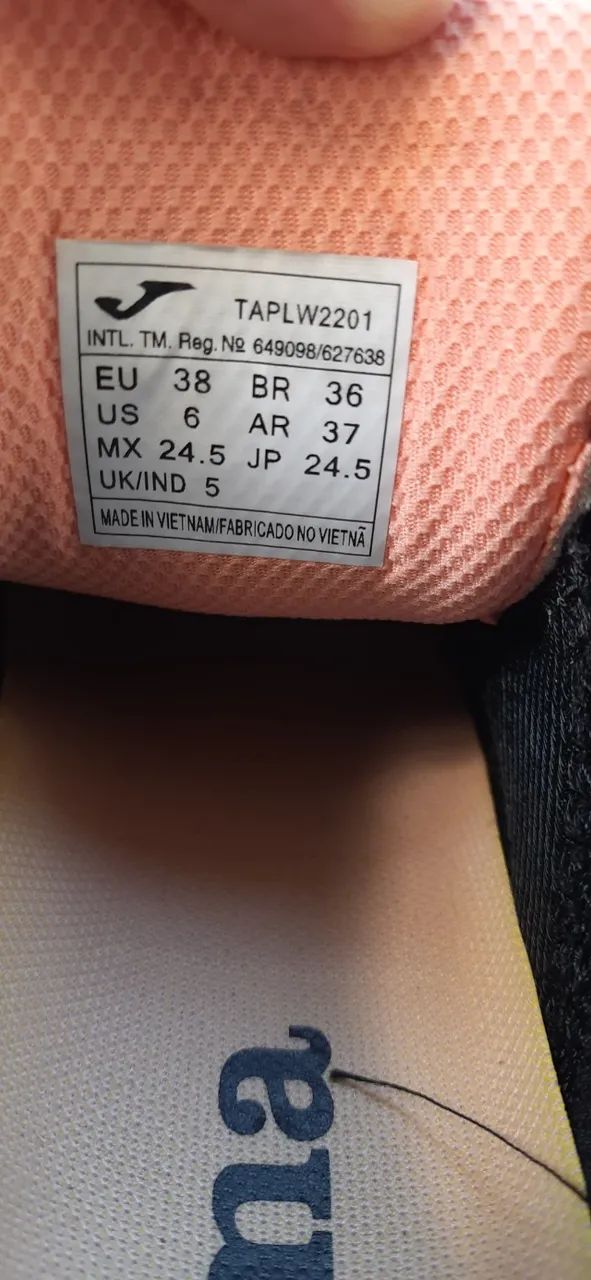 TAPLW2201
INTL. TM. Reg. Nº 649098/627638
EU 38 BR 36
US 6 AR 37
MX 24.5 JP 24.5
UK/IND 5
MADE IN VIETNAM/FABRICADO NO VIETNÃ
ma